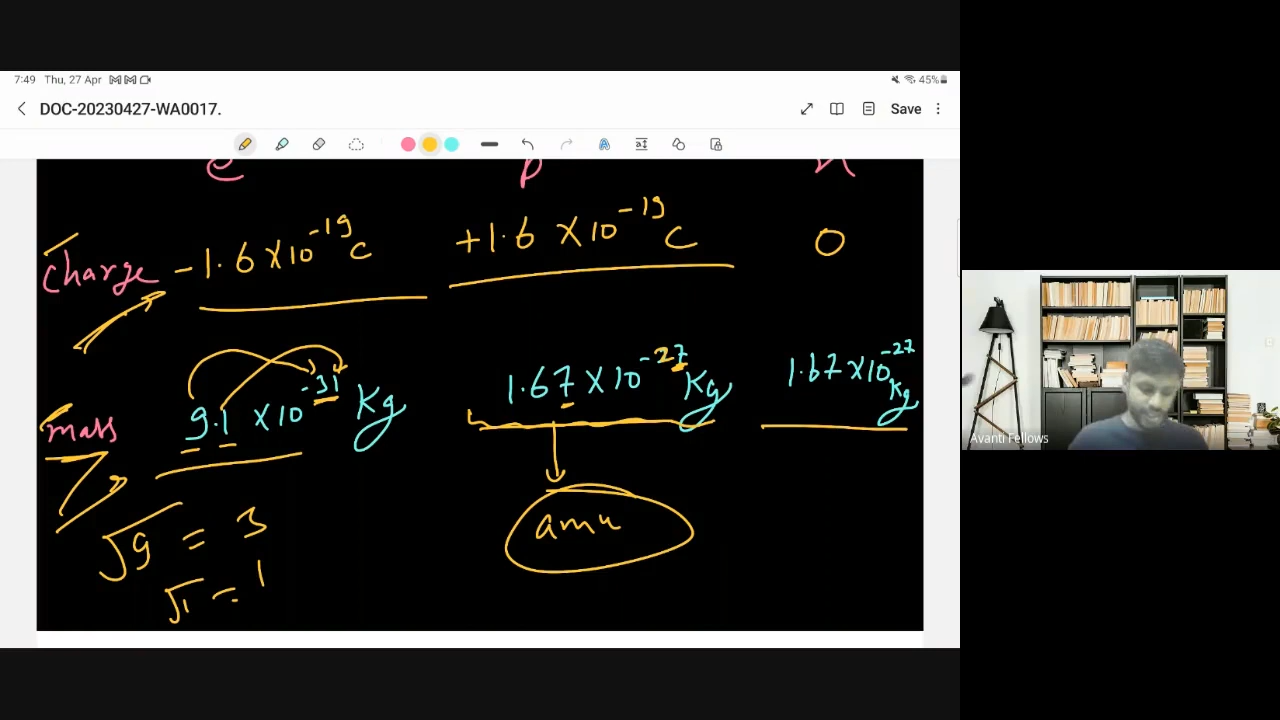 7:49 Thu, 27 Apr 45%
DOC-20230427-WA0017. Save
e p n
Charge -1.6 × 10⁻¹⁹ C +1.6 × 10⁻¹⁹ C 0
mass 9.1 × 10⁻³¹ Kg 1.67 × 10⁻²⁷ Kg 1.67 × 10⁻²⁷ Kg
√9 = 3 amu
√1 = 1
Avanti Fellows